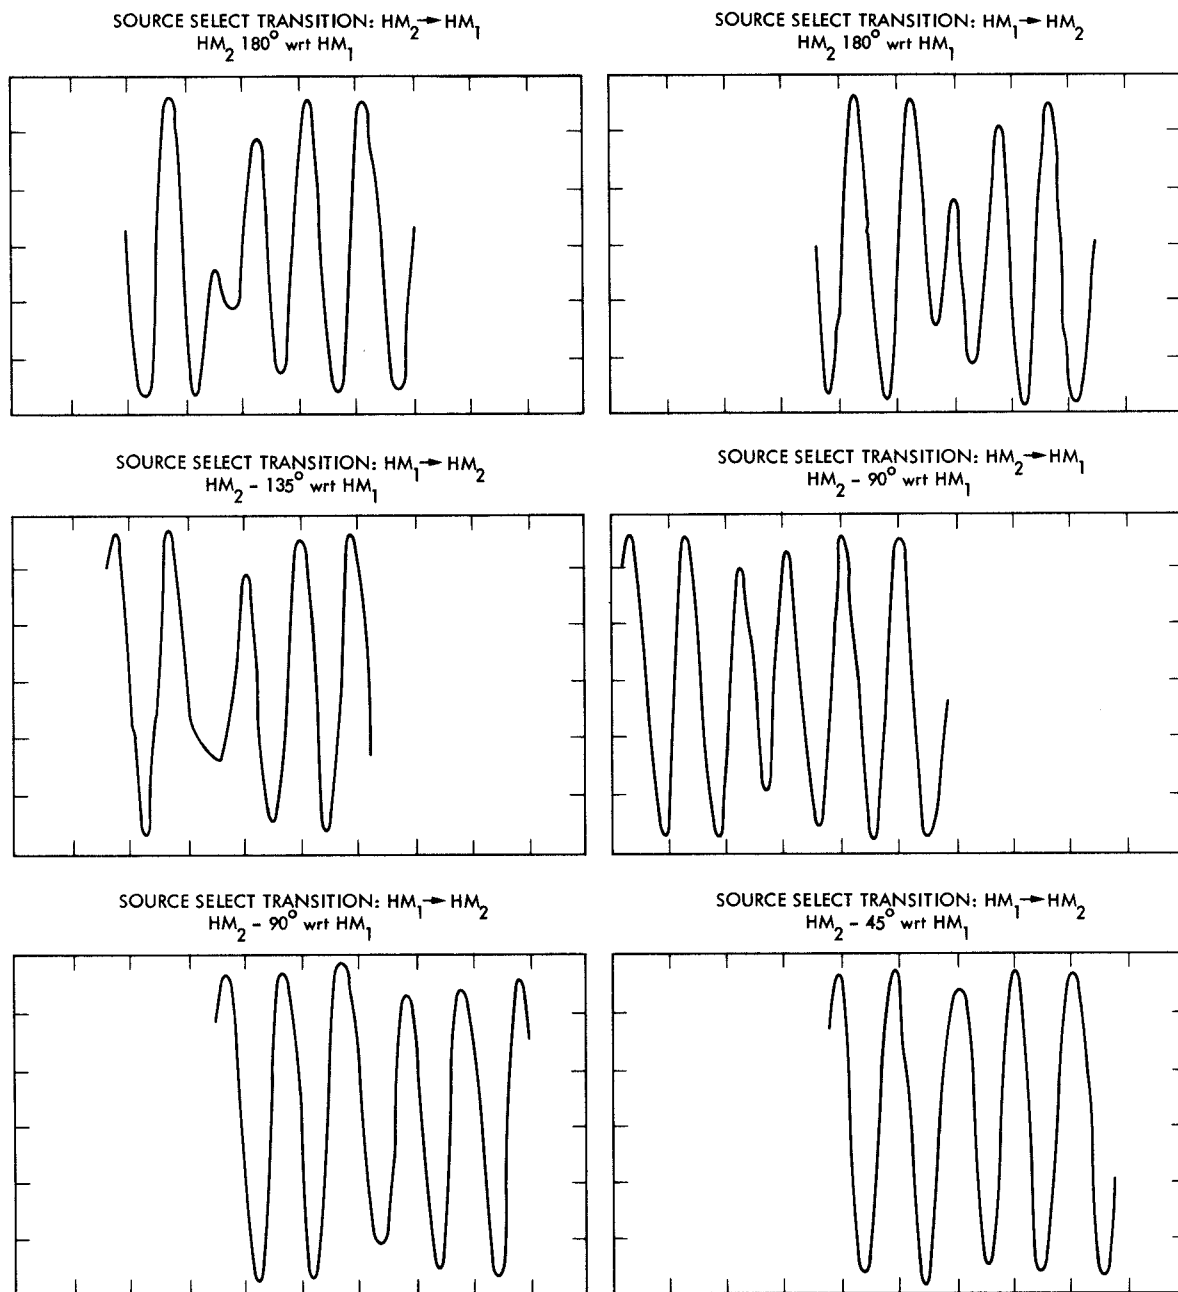 SOURCE SELECT TRANSITION: HM₂→HM₁
HM₂ 180° wrt HM₁
SOURCE SELECT TRANSITION: HM₁→HM₂
HM₂ 180° wrt HM₁
SOURCE SELECT TRANSITION: HM₁→HM₂
HM₂ – 135° wrt HM₁
SOURCE SELECT TRANSITION: HM₂→HM₁
HM₂ – 90° wrt HM₁
SOURCE SELECT TRANSITION: HM₁→HM₂
HM₂ – 90° wrt HM₁
SOURCE SELECT TRANSITION: HM₁→HM₂
HM₂ – 45° wrt HM₁